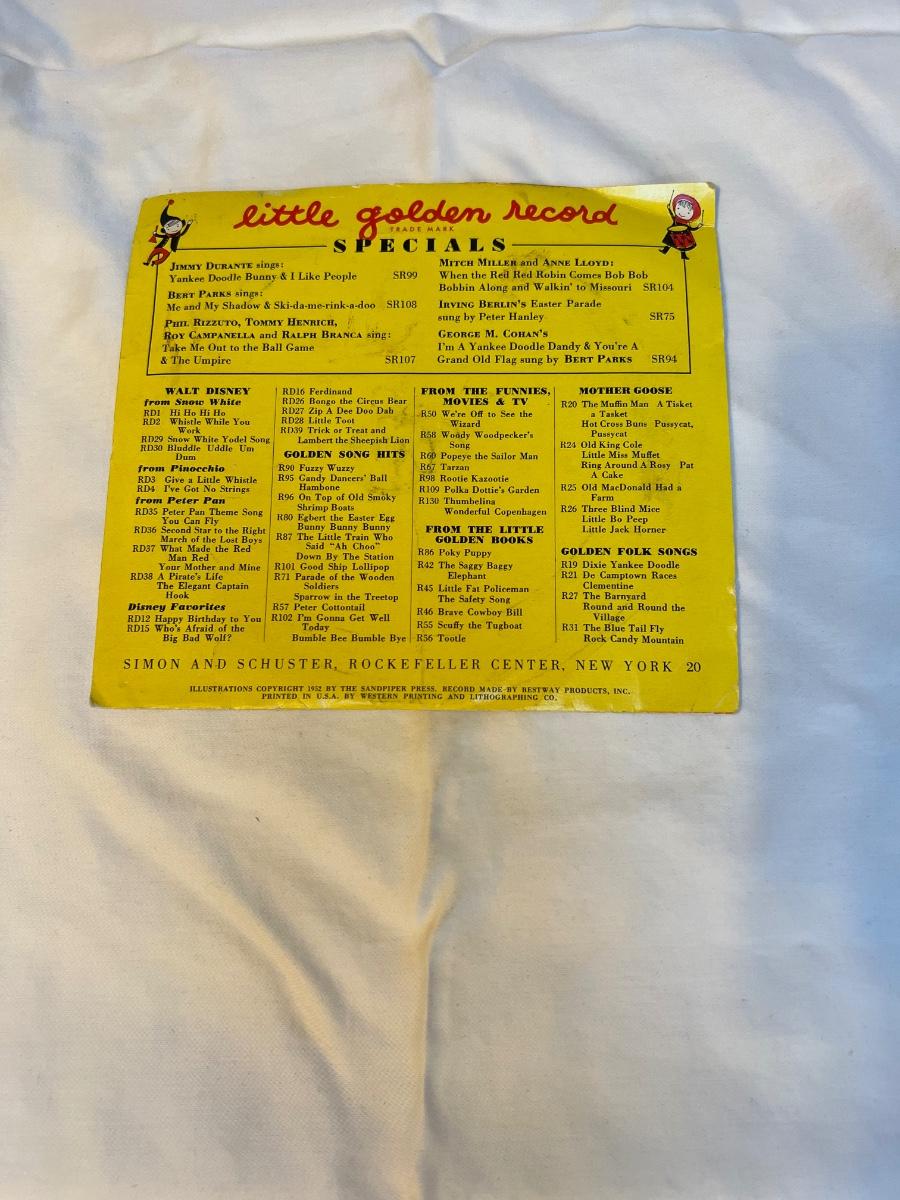 little golden record
TRADE MARK
SPECIALS
JIMMY DURANTE sings:
Yankee Doodle Bunny & I Like People SR99
BERT PARKS sings:
Me and My Shadow & Ski-da-me-rink-a-doo SR108
PHIL RIZZUTO, TOMMY HENRICH,
ROY CAMPANELLA and RALPH BRANCA sing:
Take Me Out to the Ball Game
& The Umpire SR107
MITCH MILLER and ANNE LLOYD:
When the Red Red Robin Comes Bob Bob
Bobbin Along and Walkin' to Missouri SR104
IRVING BERLIN'S Easter Parade
sung by Peter Hanley SR75
GEORGE M. COHAN'S
I'm A Yankee Doodle Dandy & You're A
Grand Old Flag sung by BERT PARKS SR94
WALT DISNEY
from Snow White
RD1 Hi Ho Hi Ho
RD2 Whistle While You
Work
RD29 Snow White Yodel Song
RD30 Bluddle Uddle Um
Dum
from Pinocchio
RD3 Give a Little Whistle
RD4 I've Got No Strings
from Peter Pan
RD35 Peter Pan Theme Song
You Can Fly
RD36 Second Star to the Right
March of the Lost Boys
RD37 What Made the Red
Man Red
Your Mother and Mine
RD38 A Pirate's Life
The Elegant Captain
Hook
Disney Favorites
RD12 Happy Birthday to You
RD15 Who's Afraid of the
Big Bad Wolf?
RD16 Ferdinand
RD26 Bongo the Circus Bear
RD27 Zip A Dee Doo Dah
RD28 Little Toot
RD39 Trick or Treat and
Lambert the Sheepish Lion
GOLDEN SONG HITS
R90 Fuzzy Wuzzy
R95 Gandy Dancers' Ball
Hambone
R96 On Top of Old Smoky
Shrimp Boats
R80 Egbert the Easter Egg
Bunny Bunny Bunny
R87 The Little Train Who
Said "Ah Choo"
Down By The Station
R101 Good Ship Lollipop
R71 Parade of the Wooden
Soldiers
Sparrow in the Treetop
R57 Peter Cottontail
R102 I'm Gonna Get Well
Today
Bumble Bee Bumble Bye
FROM THE FUNNIES,
MOVIES & TV
R50 We're Off to See the
Wizard
R58 Woody Woodpecker's
Song
R60 Popeye the Sailor Man
R67 Tarzan
R98 Rootie Kazootie
R109 Polka Dottie's Garden
R130 Thumbelina
Wonderful Copenhagen
FROM THE LITTLE
GOLDEN BOOKS
R86 Poky Puppy
R42 The Saggy Baggy
Elephant
R45 Little Fat Policeman
The Safety Song
R46 Brave Cowboy Bill
R55 Scuffy the Tugboat
R56 Tootle
MOTHER GOOSE
R20 The Muffin Man A Tisket
a Tasket
Hot Cross Buns Pussycat,
Pussycat
R24 Old King Cole
Little Miss Muffet
Ring Around A Rosy Pat
A Cake
R25 Old MacDonald Had a
Farm
R26 Three Blind Mice
Little Bo Peep
Little Jack Horner
GOLDEN FOLK SONGS
R19 Dixie Yankee Doodle
R21 De Camptown Races
Clementine
R27 The Barnyard
Round and Round the
Village
R31 The Blue Tail Fly
Rock Candy Mountain
SIMON AND SCHUSTER, ROCKEFELLER CENTER, NEW YORK 20
ILLUSTRATIONS COPYRIGHT 1952 BY THE SANDPIPER PRESS. RECORD MADE BY BESTWAY PRODUCTS, INC.
PRINTED IN U.S.A. BY WESTERN PRINTING AND LITHOGRAPHING CO.